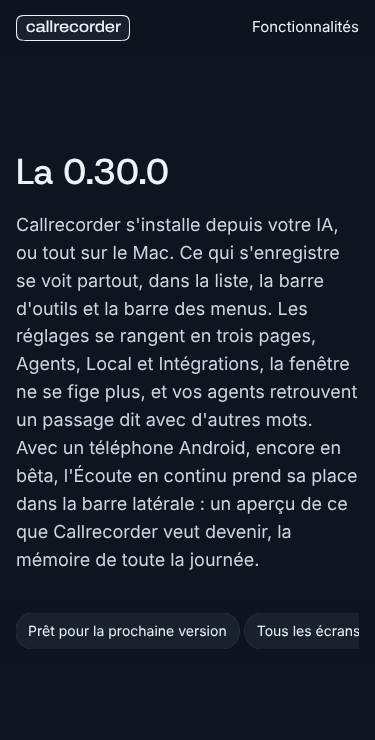 callrecorder
Fonctionnalités
La 0.30.0
Callrecorder s'installe depuis votre IA,
ou tout sur le Mac. Ce qui s'enregistre
se voit partout, dans la liste, la barre
d'outils et la barre des menus. Les
réglages se rangent en trois pages,
Agents, Local et Intégrations, la fenêtre
ne se fige plus, et vos agents retrouvent
un passage dit avec d'autres mots.
Avec un téléphone Android, encore en
bêta, l'Écoute en continu prend sa place
dans la barre latérale : un aperçu de ce
que Callrecorder veut devenir, la
mémoire de toute la journée.
Prêt pour la prochaine version
Tous les écrans